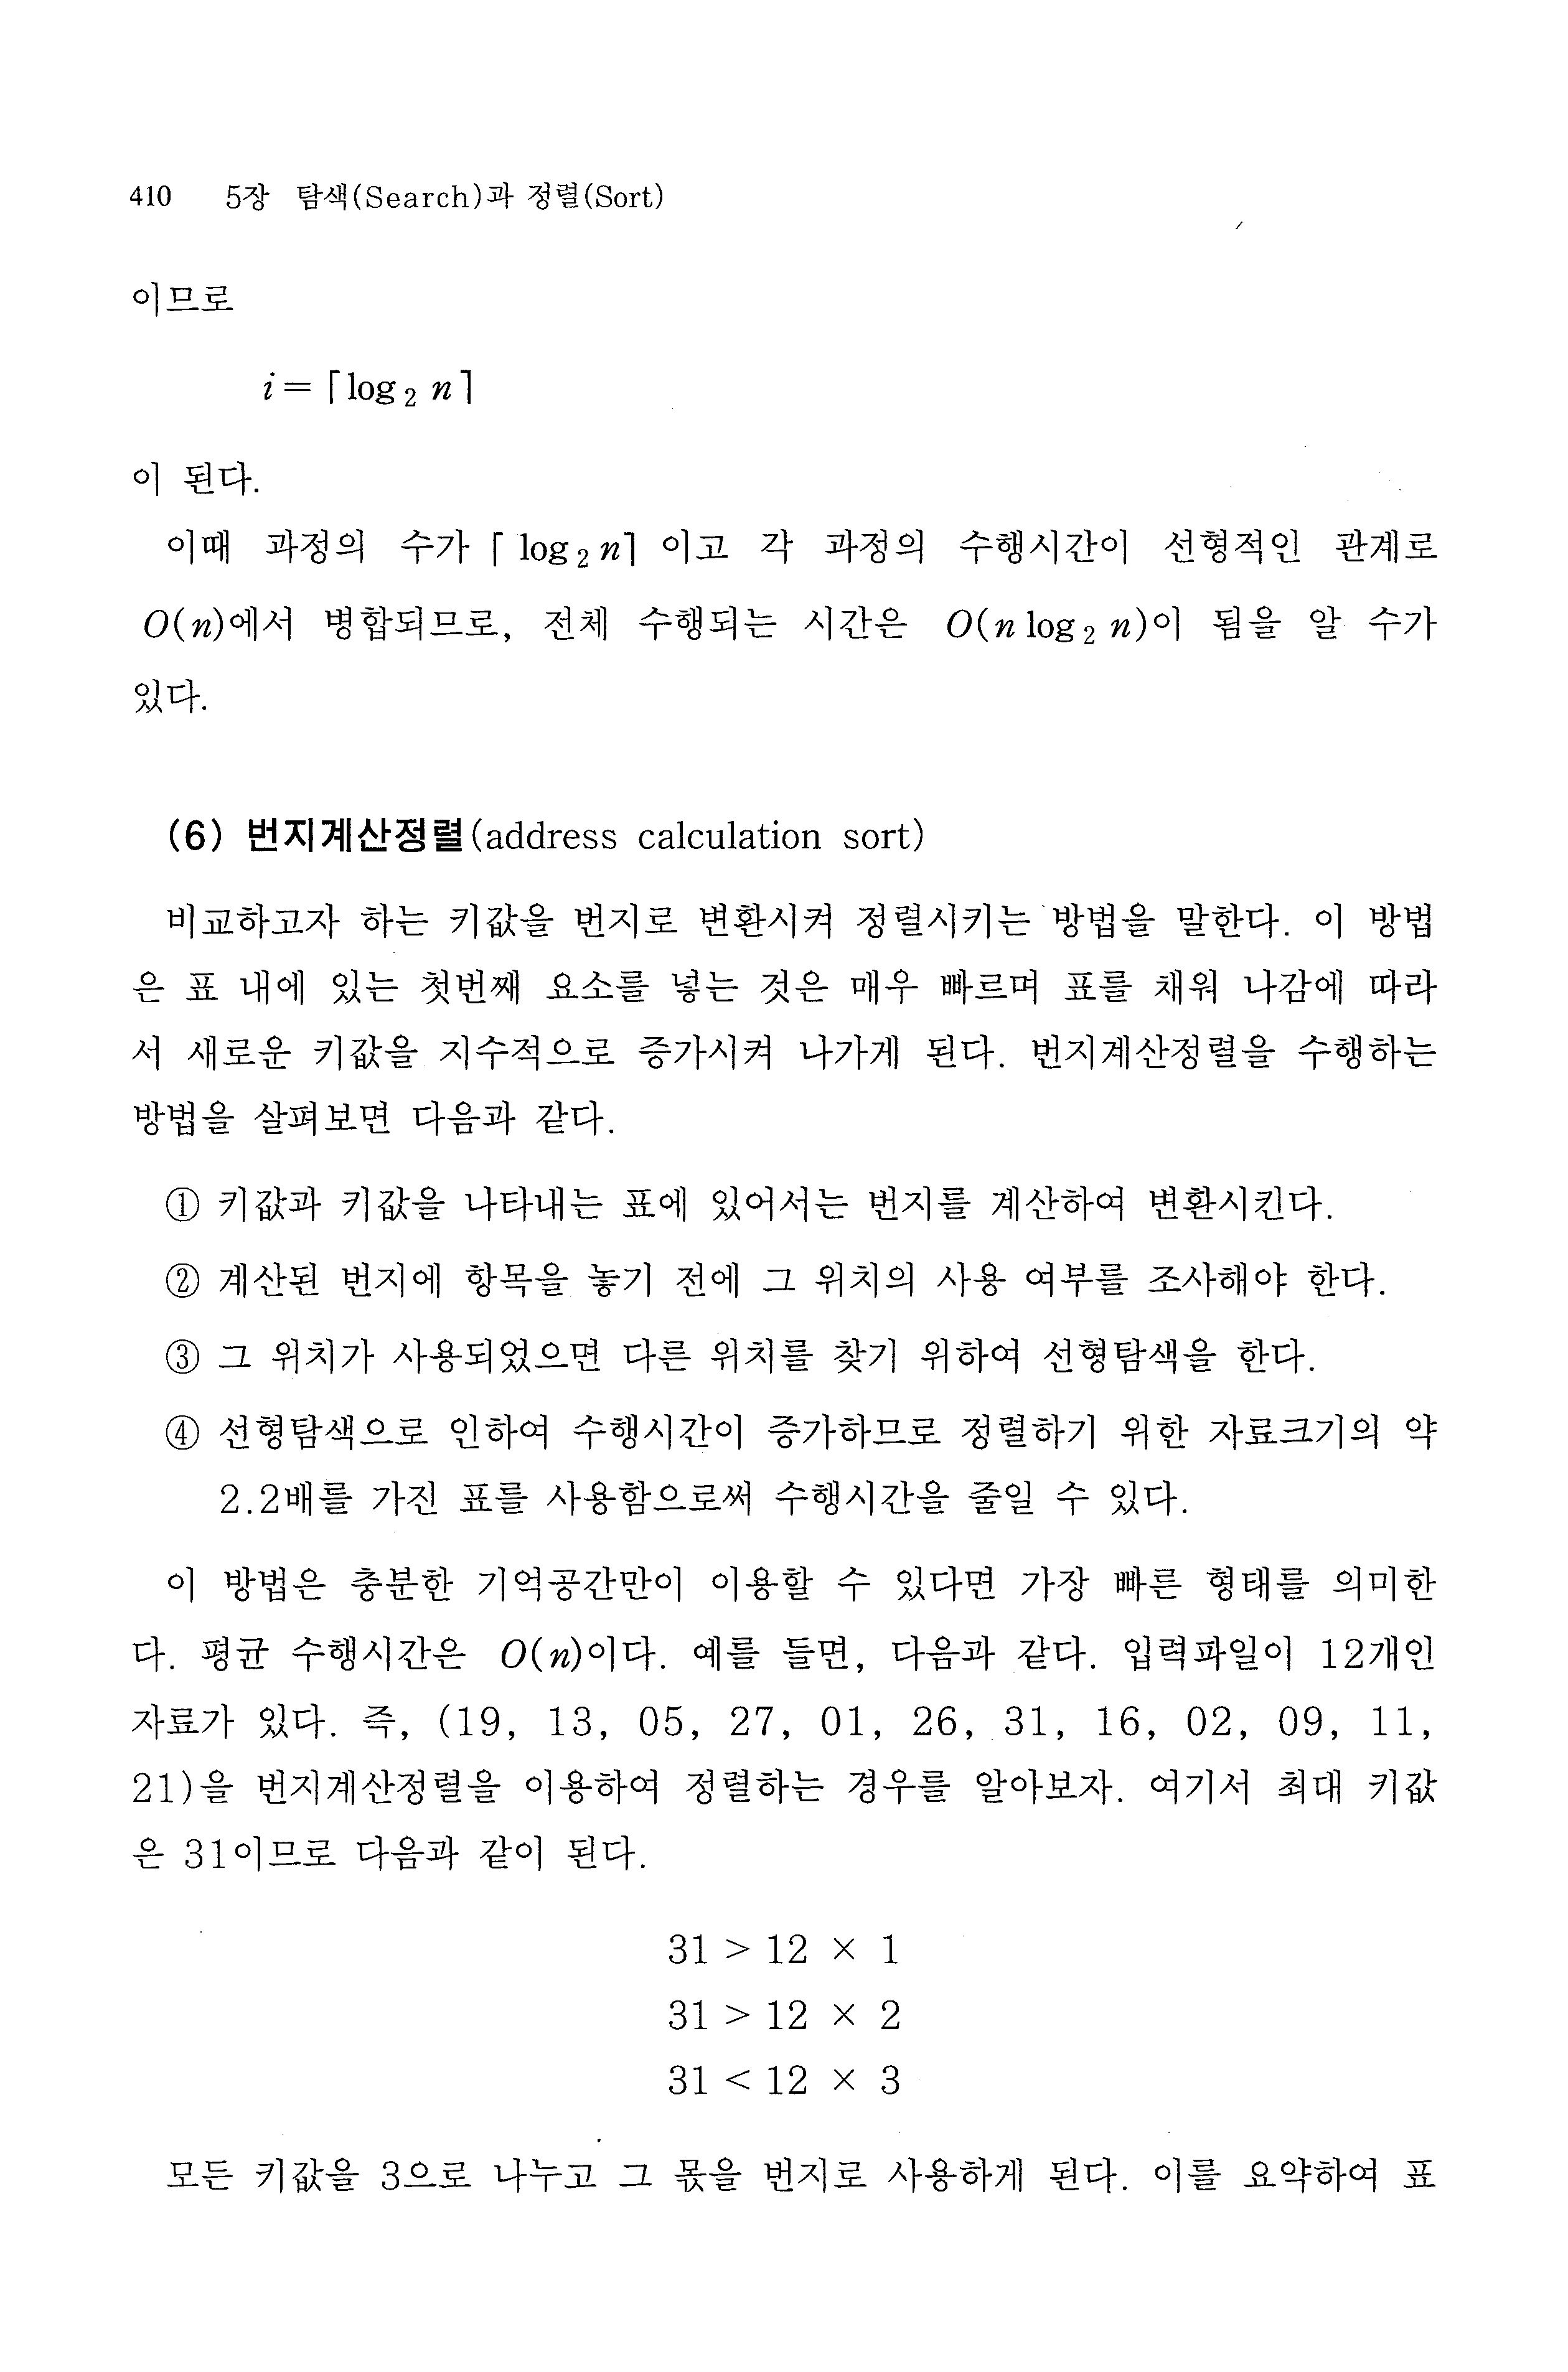 410 5장 탐색(Search)과 정렬(Sort)
이므로
i = ⌈log₂ n⌉
이 된다.
이때 과정의 수가 ⌈ log₂ n⌉ 이고 각 과정의 수행시간이 선형적인 관계로
O(n)에서 병합되므로, 전체 수행되는 시간은 O(n log₂ n)이 됨을 알 수가
있다.
(6) 번지계산정렬(address calculation sort)
비교하고자 하는 키값을 번지로 변환시켜 정렬시키는 방법을 말한다. 이 방법
은 표 내에 있는 첫번째 요소를 넣는 것은 매우 빠르며 표를 채워 나감에 따라
서 새로운 키값을 지수적으로 증가시켜 나가게 된다. 번지계산정렬을 수행하는
방법을 살펴보면 다음과 같다.
① 키값과 키값을 나타내는 표에 있어서는 번지를 계산하여 변환시킨다.
② 계산된 번지에 항목을 놓기 전에 그 위치의 사용 여부를 조사해야 한다.
③ 그 위치가 사용되었으면 다른 위치를 찾기 위하여 선형탐색을 한다.
④ 선형탐색으로 인하여 수행시간이 증가하므로 정렬하기 위한 자료크기의 약
2.2배를 가진 표를 사용함으로써 수행시간을 줄일 수 있다.
이 방법은 충분한 기억공간만이 이용할 수 있다면 가장 빠른 형태를 의미한
다. 평균 수행시간은 O(n)이다. 예를 들면, 다음과 같다. 입력파일이 12개인
자료가 있다. 즉, (19, 13, 05, 27, 01, 26, 31, 16, 02, 09, 11,
21)을 번지계산정렬을 이용하여 정렬하는 경우를 알아보자. 여기서 최대 키값
은 31이므로 다음과 같이 된다.
31 > 12 × 1
31 > 12 × 2
31 < 12 × 3
모든 키값을 3으로 나누고 그 몫을 번지로 사용하게 된다. 이를 요약하여 표